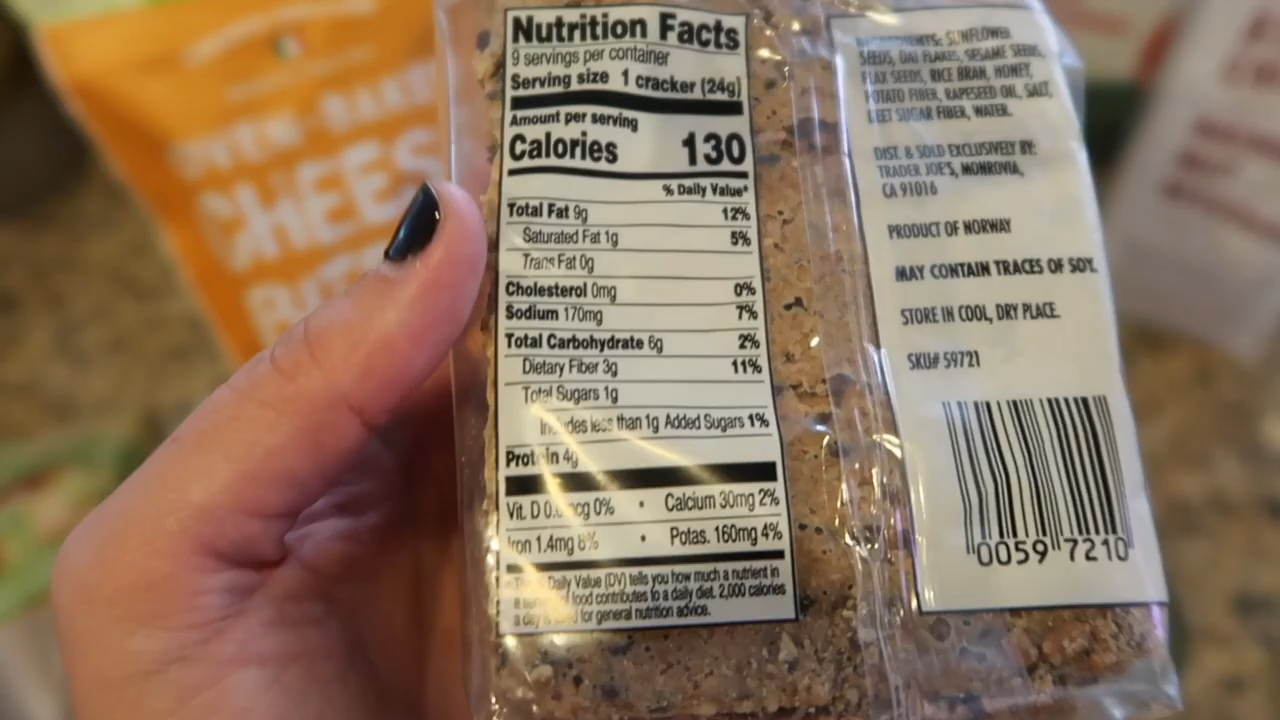 CHEES
BIT
Nutrition Facts
9 servings per container
Serving size 1 cracker (24g)
Amount per serving
Calories 130
% Daily Value*
Total Fat 9g 12%
Saturated Fat 1g 5%
Trans Fat 0g
Cholesterol 0mg 0%
Sodium 170mg 7%
Total Carbohydrate 6g 2%
Dietary Fiber 3g 11%
Total Sugars 1g
Includes less than 1g Added Sugars 1%
Protein 4g
Vit. D 0% • Calcium 30mg 2%
Iron 1.4mg 8% • Potas. 160mg 4%
Daily Value (DV) tells you how much a nutrient in
food contributes to a daily diet. 2,000 calories
a day for general nutrition advice.
INGREDIENTS: SUNFLOWER
SEEDS, OAT FLAKES, SESAME SEEDS,
FLAX SEEDS, RICE BRAN, HONEY,
POTATO FIBER, RAPESEED OIL, SALT,
BEET SUGAR FIBER, WATER.
DIST. & SOLD EXCLUSIVELY BY:
TRADER JOE'S, MONROVIA,
CA 91016
PRODUCT OF NORWAY
MAY CONTAIN TRACES OF SOY.
STORE IN COOL, DRY PLACE.
SKU# 59721
0059 7210